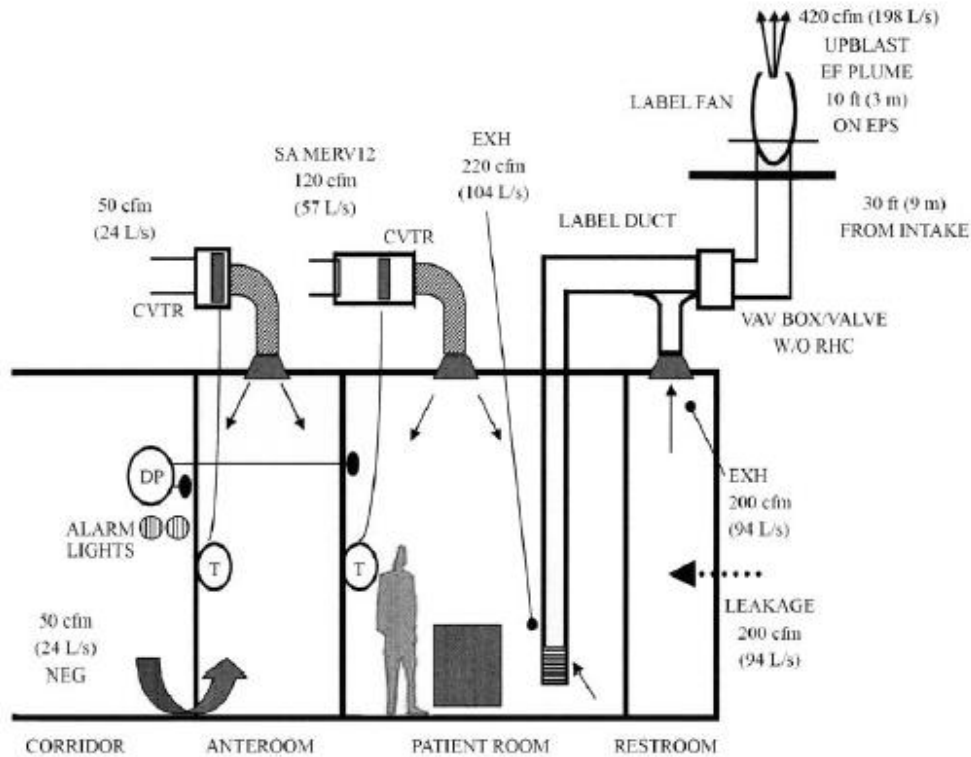 420 cfm (198 L/s)
UPBLAST
EF PLUME
10 ft (3 m)
ON EPS
LABEL FAN
SA MERV12
120 cfm
(57 L/s)
EXH
220 cfm
(104 L/s)
50 cfm
(24 L/s)
30 ft (9 m)
FROM INTAKE
LABEL DUCT
CVTR
CVTR
VAV BOX/VALVE
W/O RHC
DP
EXH
200 cfm
(94 L/s)
ALARM
LIGHTS
T
T
LEAKAGE
200 cfm
(94 L/s)
50 cfm
(24 L/s)
NEG
CORRIDOR
ANTEROOM
PATIENT ROOM
RESTROOM